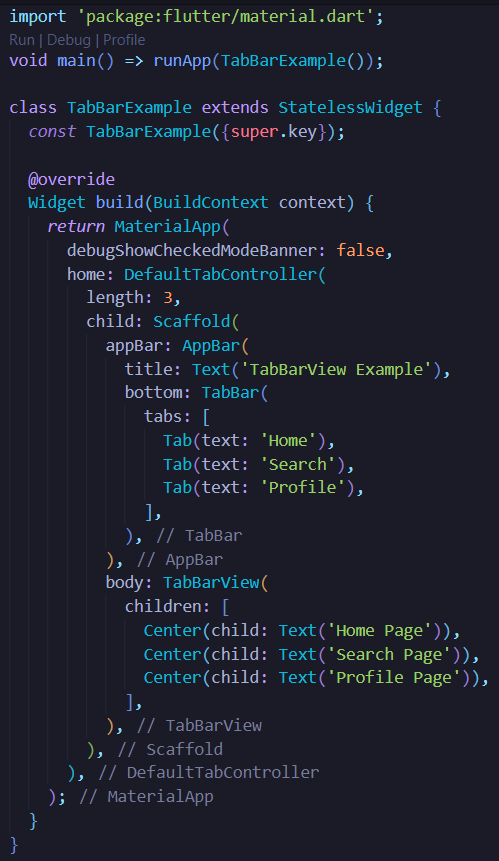 import 'package:flutter/material.dart';
Run | Debug | Profile
void main() => runApp(TabBarExample());

class TabBarExample extends StatelessWidget {
  const TabBarExample({super.key});

  @override
  Widget build(BuildContext context) {
    return MaterialApp(
      debugShowCheckedModeBanner: false,
      home: DefaultTabController(
        length: 3,
        child: Scaffold(
          appBar: AppBar(
            title: Text('TabBarView Example'),
            bottom: TabBar(
              tabs: [
                Tab(text: 'Home'),
                Tab(text: 'Search'),
                Tab(text: 'Profile'),
              ],
            ), // TabBar
          ), // AppBar
          body: TabBarView(
            children: [
              Center(child: Text('Home Page')),
              Center(child: Text('Search Page')),
              Center(child: Text('Profile Page')),
            ],
          ), // TabBarView
        ), // Scaffold
      ), // DefaultTabController
    ); // MaterialApp
  }
}